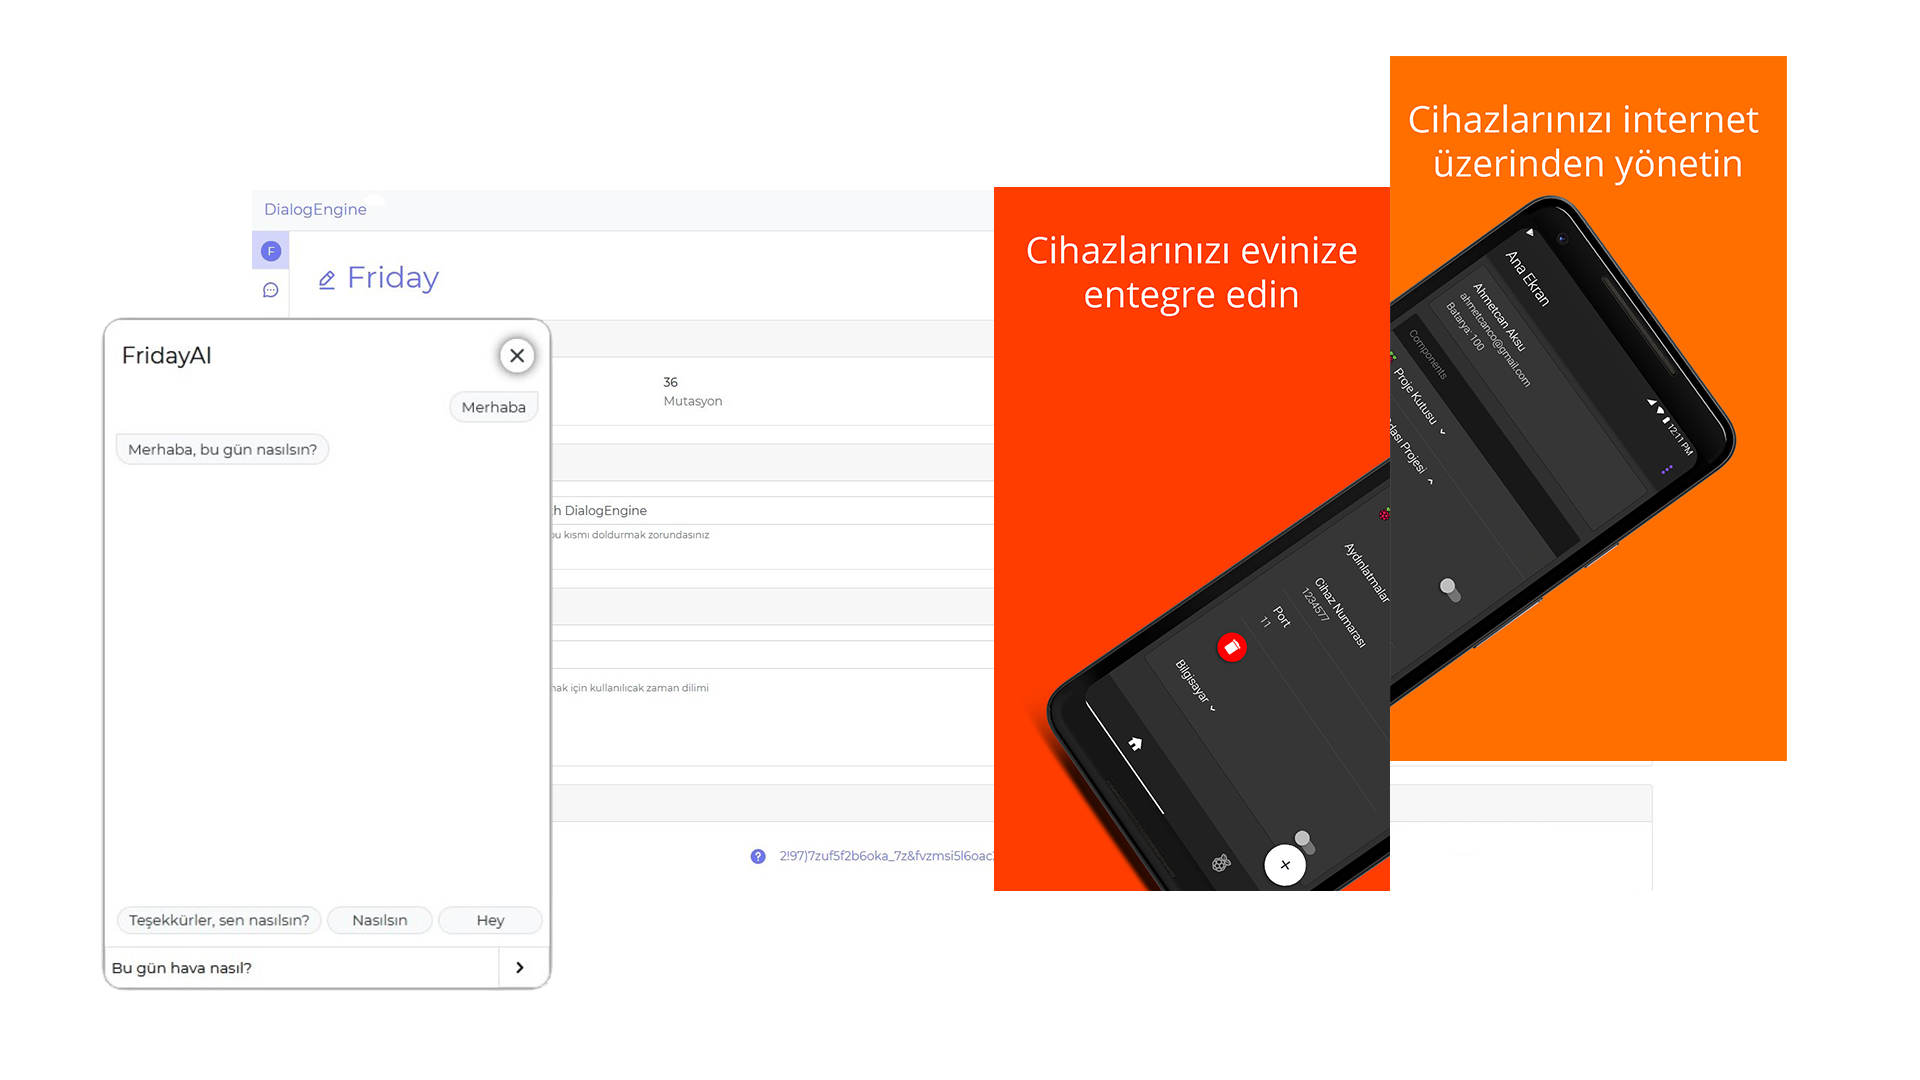 DialogEngine
F
Friday
36
Mutasyon
h DialogEngine
bu kısmı doldurmak zorundasınız
mak için kullanılıcak zaman dilimi
? 2!97)7zuf5f2b6oka_7z&fvzmsi5l6oac
FridayAI
Merhaba
Merhaba, bu gün nasılsın?
Teşekkürler, sen nasılsın?
Nasılsın
Hey
Bu gün hava nasıl?
Cihazlarınızı evinize
entegre edin
Aydınlatmalar
Cihaz Numarası
1234577
Port
11
Bilgisayar
Cihazlarınızı internet
üzerinden yönetin
12:11 PM
Ana Ekran
Ahmetcan Aksu
ahmetcanco@gmail.com
Batarya: 100
Components
Proje Kutusu
dası Projesi